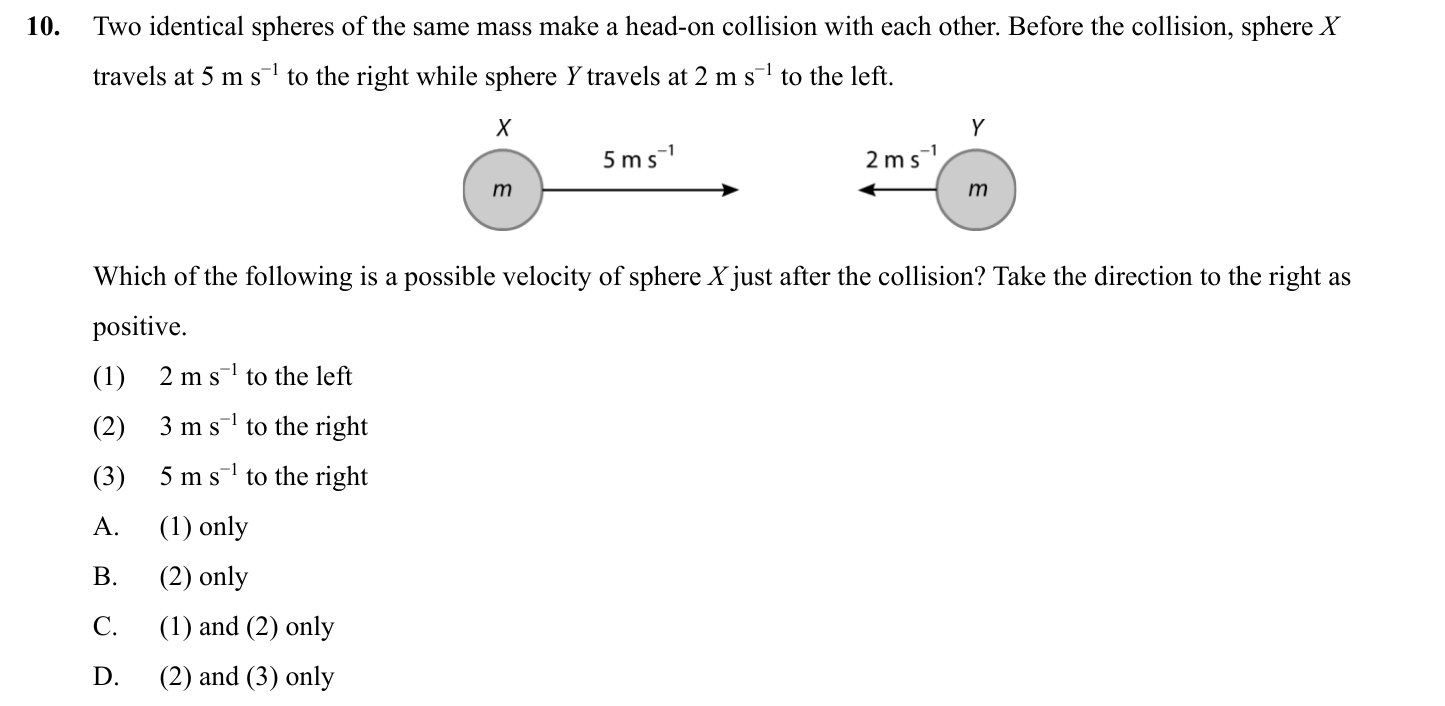 10. Two identical spheres of the same mass make a head-on collision with each other. Before the collision, sphere X
travels at 5 m s⁻¹ to the right while sphere Y travels at 2 m s⁻¹ to the left.
X Y
5 m s⁻¹ 2 m s⁻¹
m m
Which of the following is a possible velocity of sphere X just after the collision? Take the direction to the right as
positive.
(1) 2 m s⁻¹ to the left
(2) 3 m s⁻¹ to the right
(3) 5 m s⁻¹ to the right
A. (1) only
B. (2) only
C. (1) and (2) only
D. (2) and (3) only